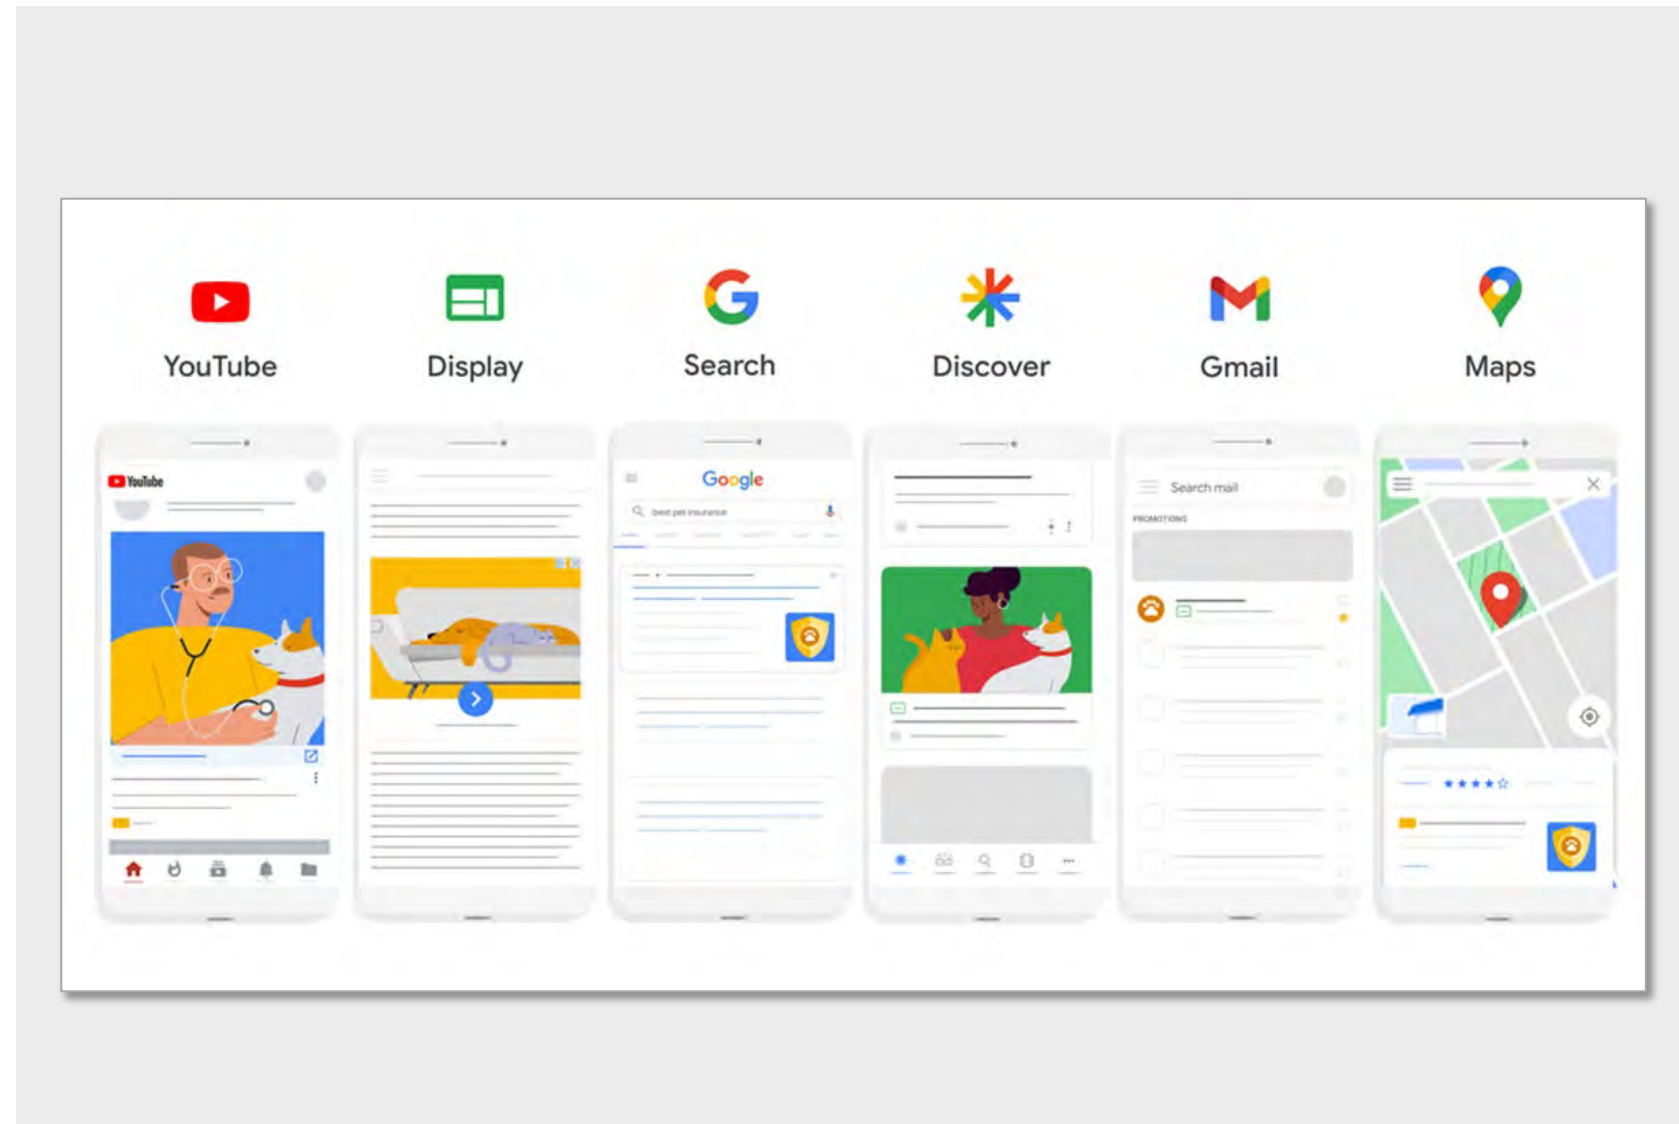 YouTube
Display
Search
Discover
Gmail
Maps
YouTube
Google
best pet insurance
Search mail
PROMOTIONS